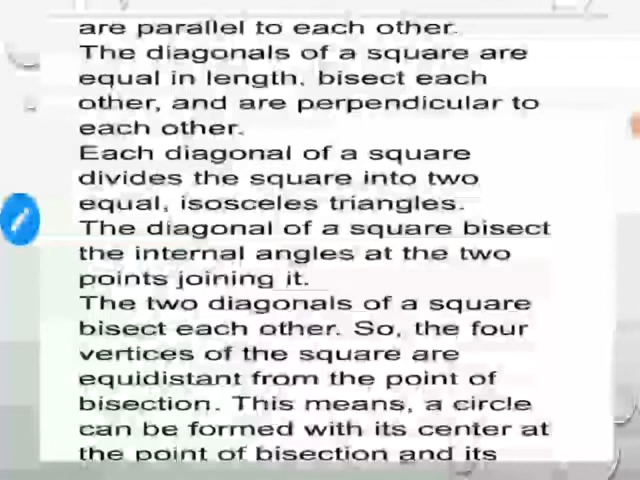 are parallel to each other.
The diagonals of a square are
equal in length, bisect each
other, and are perpendicular to
each other.
Each diagonal of a square
divides the square into two
equal, isosceles triangles.
The diagonal of a square bisect
the internal angles at the two
points joining it.
The two diagonals of a square
bisect each other. So, the four
vertices of the square are
equidistant from the point of
bisection. This means, a circle
can be formed with its center at
the point of bisection and its